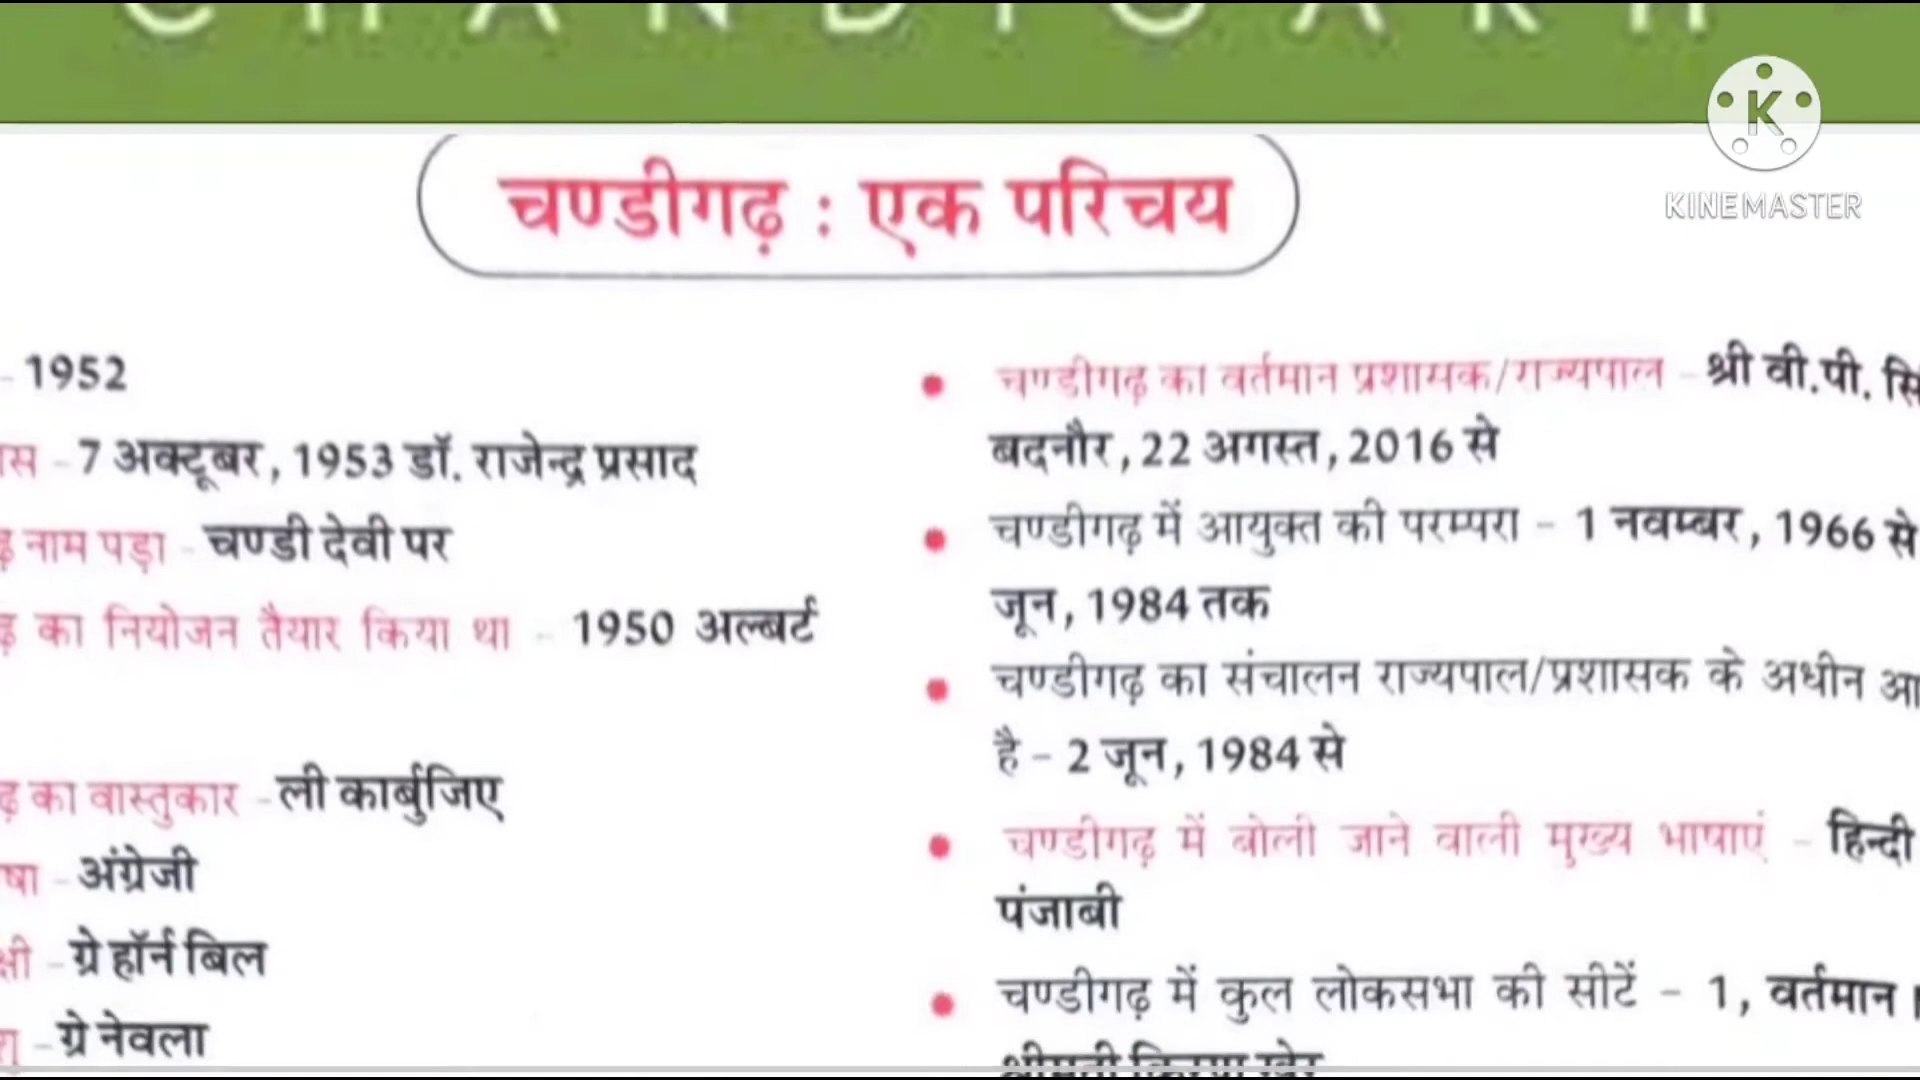 CHANDIGARH
KINEMASTER
चण्डीगढ़ : एक परिचय
- 1952
7 अक्टूबर, 1953 डॉ. राजेन्द्र प्रसाद
नाम पड़ा - चण्डी देवी पर
का नियोजन तैयार किया था - 1950 अल्बर्ट
का वास्तुकार - ली कार्बुजिए
- अंग्रेजी
- ग्रे हॉर्न बिल
- ग्रे नेवला
• चण्डीगढ़ का वर्तमान प्रशासक/राज्यपाल - श्री वी.पी.
बदनौर, 22 अगस्त, 2016 से
• चण्डीगढ़ में आयुक्त की परम्परा - 1 नवम्बर, 1966 से
जून, 1984 तक
• चण्डीगढ़ का संचालन राज्यपाल/प्रशासक के अधीन
है - 2 जून, 1984 से
• चण्डीगढ़ में बोली जाने वाली मुख्य भाषाएं - हिन्दी
पंजाबी
• चण्डीगढ़ में कुल लोकसभा की सीटें - 1, वर्तमान